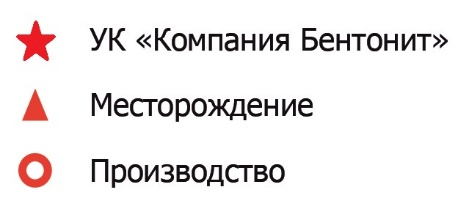 УК «Компания Бентонит»
Месторождение
Производство